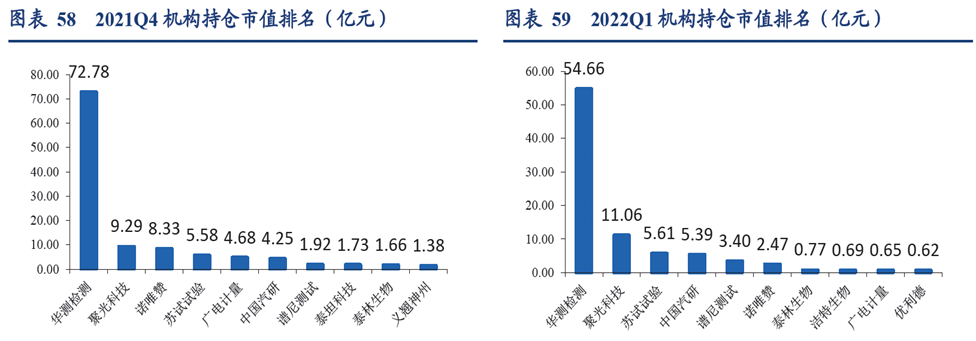 图表 58 2021Q4 机构持仓市值排名（亿元）
80.00
70.00
60.00
50.00
40.00
30.00
20.00
10.00
0.00
72.78
9.29
8.33
5.58
4.68
4.25
1.92
1.73
1.66
1.38
华测检测
聚光科技
诺唯赞
苏试试验
广电计量
中国汽研
谱尼测试
泰坦科技
泰林生物
义翘神州
图表 59 2022Q1 机构持仓市值排名（亿元）
60.00
50.00
40.00
30.00
20.00
10.00
0.00
54.66
11.06
5.61
5.39
3.40
2.47
0.77
0.69
0.65
0.62
华测检测
聚光科技
苏试试验
中国汽研
谱尼测试
诺唯赞
泰林生物
洁特生物
广电计量
优利德